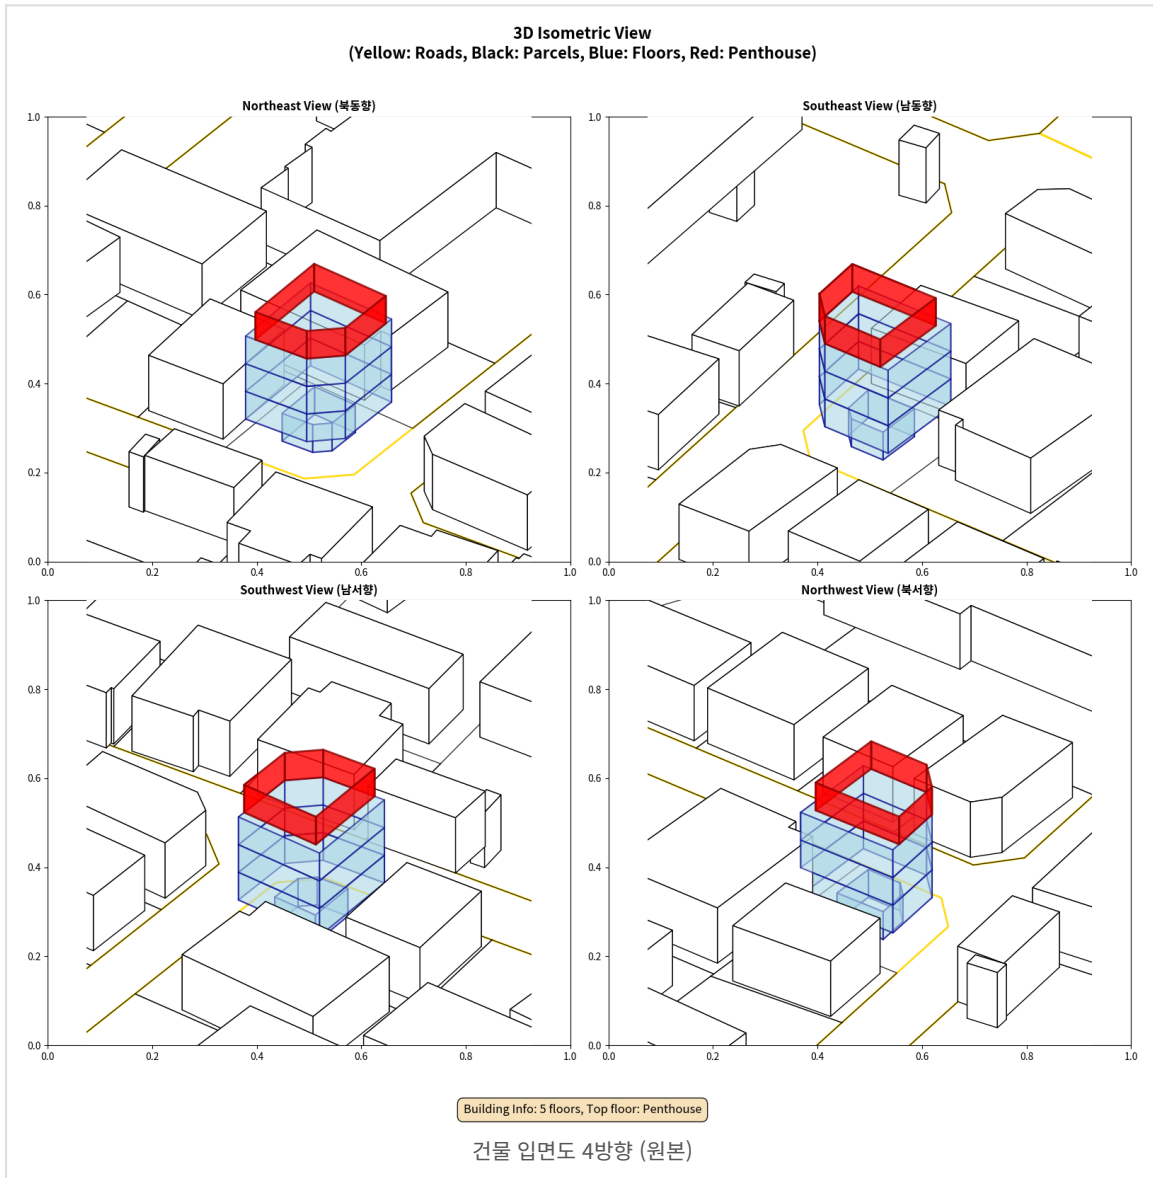 3D Isometric View
(Yellow: Roads, Black: Parcels, Blue: Floors, Red: Penthouse)
Northeast View (북동향)
1.0
0.8
0.6
0.4
0.2
0.0
0.0 0.2 0.4 0.6 0.8 1.0
Southeast View (남동향)
1.0
0.8
0.6
0.4
0.2
0.0
0.0 0.2 0.4 0.6 0.8 1.0
Southwest View (남서향)
1.0
0.8
0.6
0.4
0.2
0.0
0.0 0.2 0.4 0.6 0.8 1.0
Northwest View (북서향)
1.0
0.8
0.6
0.4
0.2
0.0
0.0 0.2 0.4 0.6 0.8 1.0
Building Info: 5 floors, Top floor: Penthouse
건물 입면도 4방향 (원본)